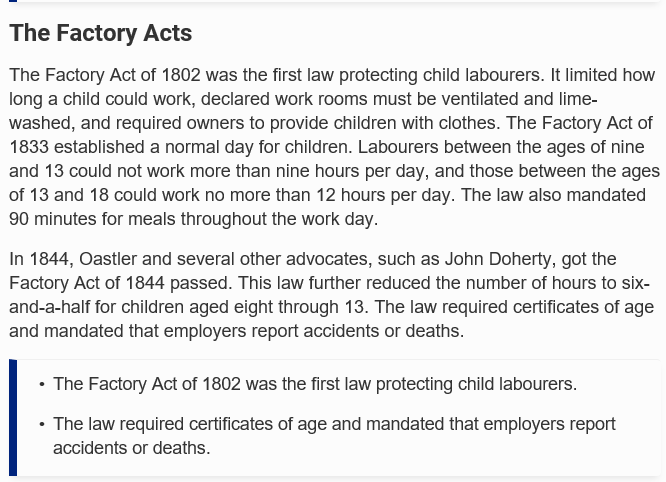 The Factory Acts
The Factory Act of 1802 was the first law protecting child labourers. It limited how
long a child could work, declared work rooms must be ventilated and lime-
washed, and required owners to provide children with clothes. The Factory Act of
1833 established a normal day for children. Labourers between the ages of nine
and 13 could not work more than nine hours per day, and those between the ages
of 13 and 18 could work no more than 12 hours per day. The law also mandated
90 minutes for meals throughout the work day.
In 1844, Oastler and several other advocates, such as John Doherty, got the
Factory Act of 1844 passed. This law further reduced the number of hours to six-
and-a-half for children aged eight through 13. The law required certificates of age
and mandated that employers report accidents or deaths.
• The Factory Act of 1802 was the first law protecting child labourers.
• The law required certificates of age and mandated that employers report
accidents or deaths.